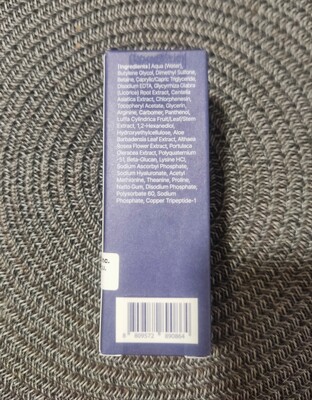 [Ingredients] Aqua (Water),
Butylene Glycol, Dimethyl Sulfone,
Betaine, Caprylic/Capric Triglyceride,
Disodium EDTA, Glycyrrhiza Glabra
(Licorice) Root Extract, Centella
Asiatica Extract, Chlorphenesin,
Tocopheryl Acetate, Glycerin,
Arginine, Carbomer, Panthenol,
Luffa Cylindrica Fruit/Leaf/Stem
Extract, 1,2-Hexanediol,
Hydroxyethylcellulose, Aloe
Barbadensis Leaf Extract, Althaea
Rosea Flower Extract, Portulaca
Oleracea Extract, Polyquaternium
-51, Beta-Glucan, Lysine HCl,
Sodium Ascorbyl Phosphate,
Sodium Hyaluronate, Acetyl
Methionine, Theanine, Proline,
Natto Gum, Disodium Phosphate,
Polysorbate 60, Sodium
Phosphate, Copper Tripeptide-1
nc.